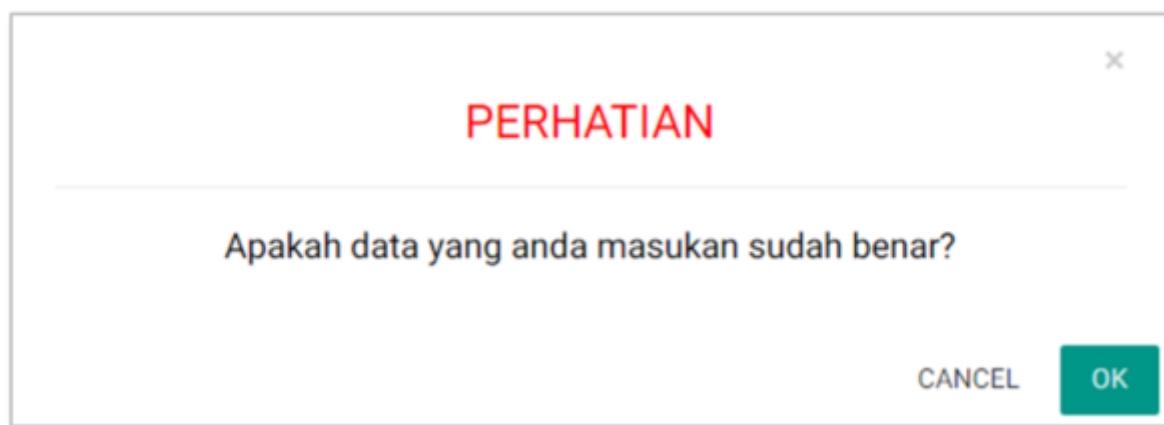 ×
PERHATIAN
Apakah data yang anda masukan sudah benar?
CANCEL OK